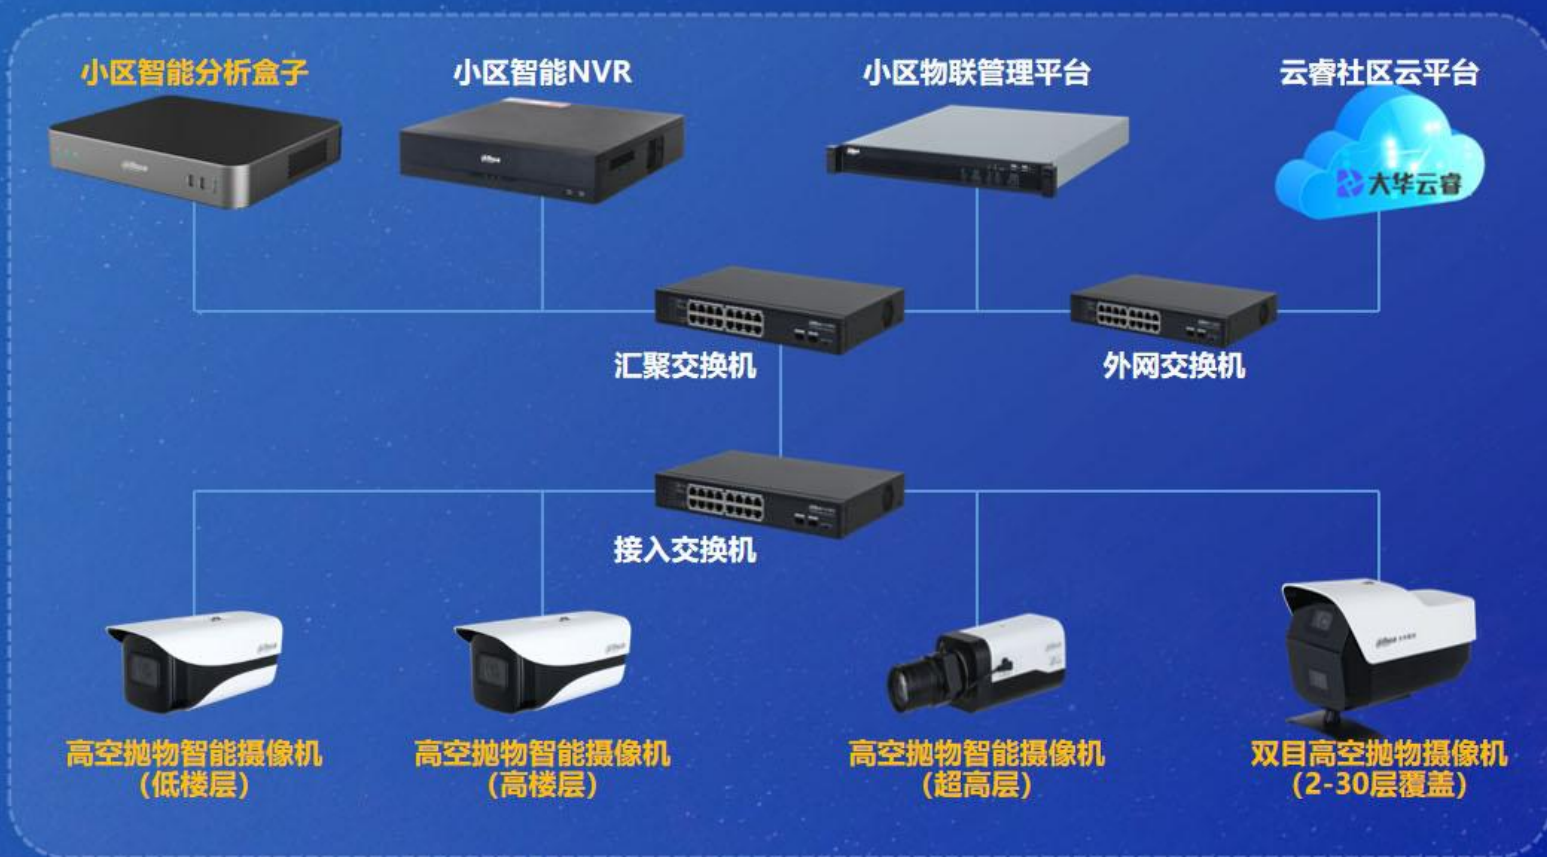 小区智能分析盒子
小区智能NVR
小区物联管理平台
云睿社区云平台
alhua
alhua
大华云睿
汇聚交换机
外网交换机
接入交换机
alhua
alhua
alhua
高空抛物智能摄像机
(低楼层)
高空抛物智能摄像机
(高楼层)
高空抛物智能摄像机
(超高层)
双目高空抛物摄像机
(2-30层覆盖)